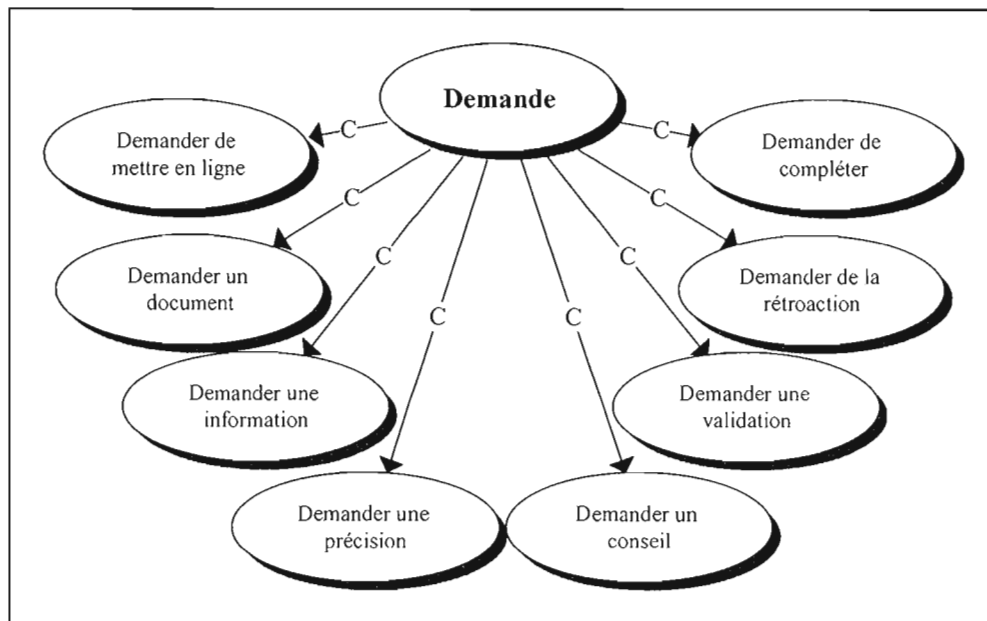 Demande
Demander de
mettre en ligne
C
C
Demander de
compléter
Demander un
document
C
C
Demander de la
rétroaction
Demander une
information
C
C
Demander une
validation
Demander une
précision
C
C
Demander un
conseil